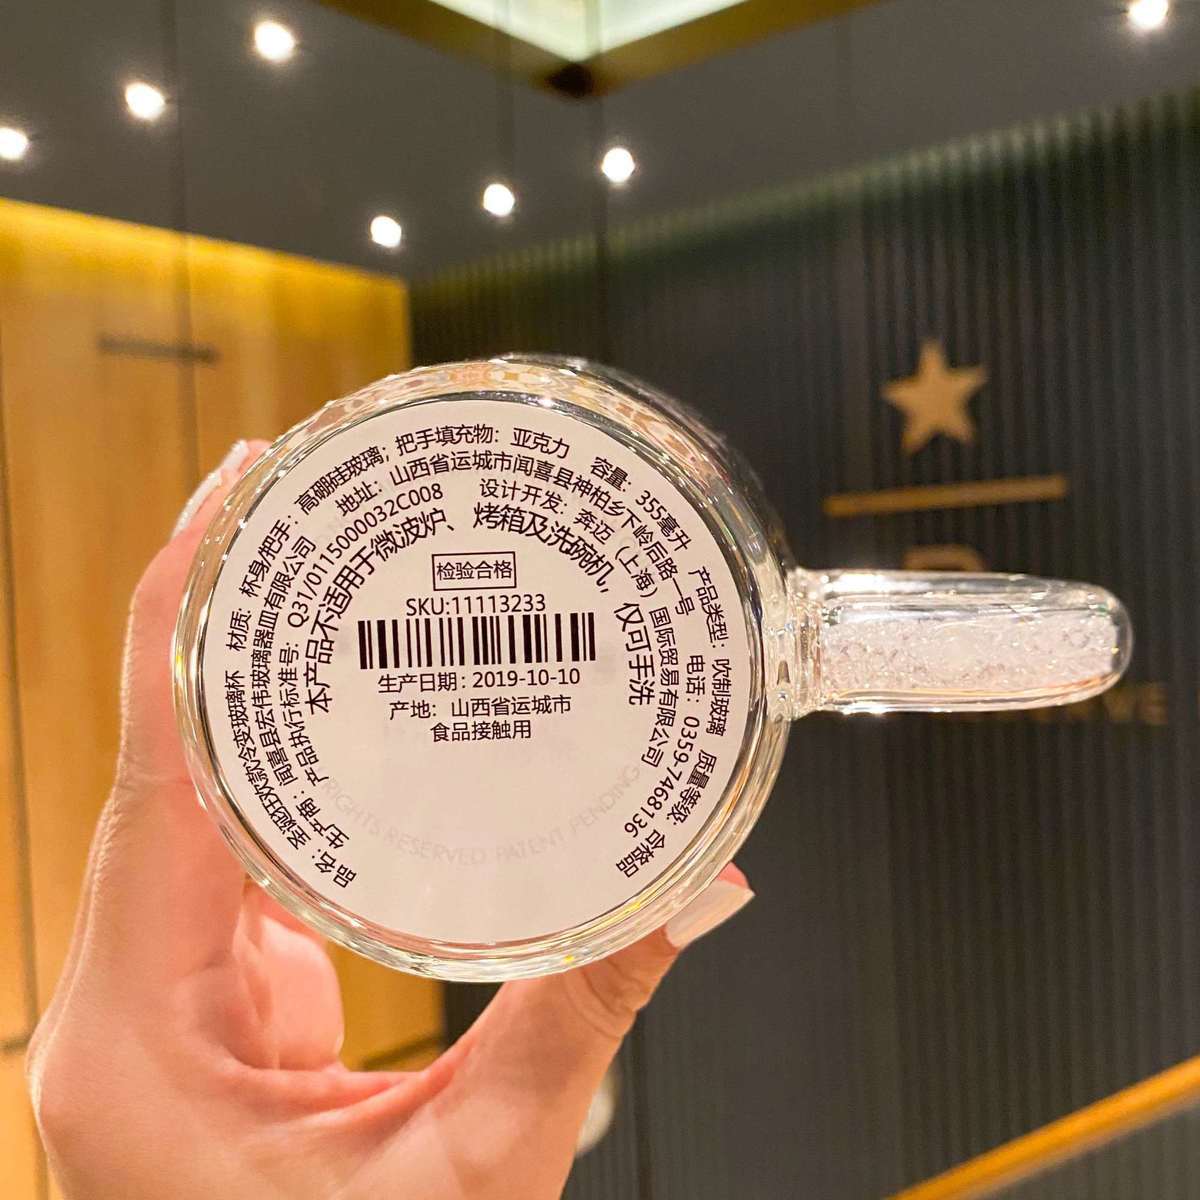 品名：圣诞狂欢款冷变玻璃杯 材质：杯身/把手：高硼硅玻璃；把手填充物：亚克力 容量：355毫升 产品类型：吹制玻璃 质量等级：合格品
生产商：闻喜县宏伟玻璃器皿有限公司 地址：山西省运城市闻喜县神柏乡下岭后路一号 电话：0359-7468136
产品执行标准号：Q31/0115000032C008 设计开发：奔迈（上海）国际贸易有限公司
本产品不适用于微波炉、烤箱及洗碗机，仅可手洗
检验合格
SKU:11113233
生产日期：2019-10-10
产地：山西省运城市
食品接触用
RIGHTS RESERVED PATENT PENDING